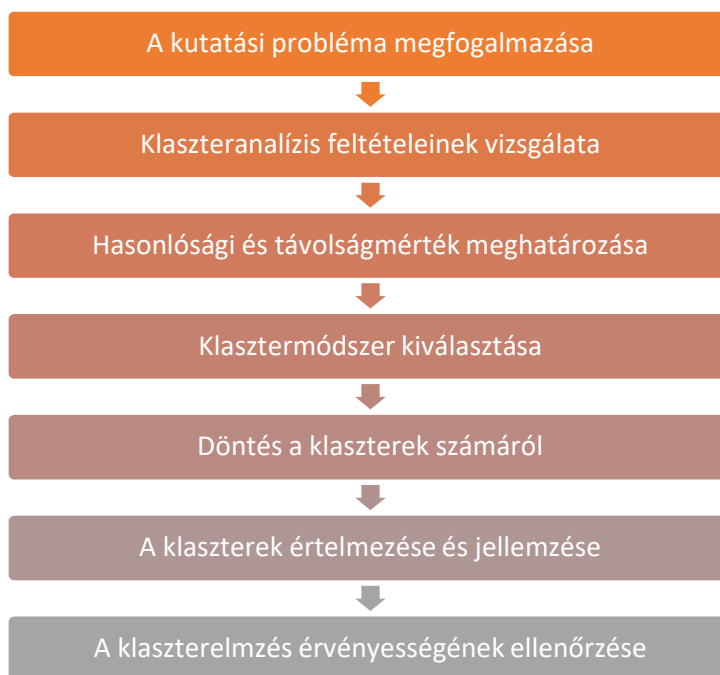 A kutatási probléma megfogalmazása
Klaszteranalízis feltételeinek vizsgálata
Hasonlósági és távolságmérték meghatározása
Klasztermódszer kiválasztása
Döntés a klaszterek számáról
A klaszterek értelmezése és jellemzése
A klaszterelmzés érvényességének ellenőrzése